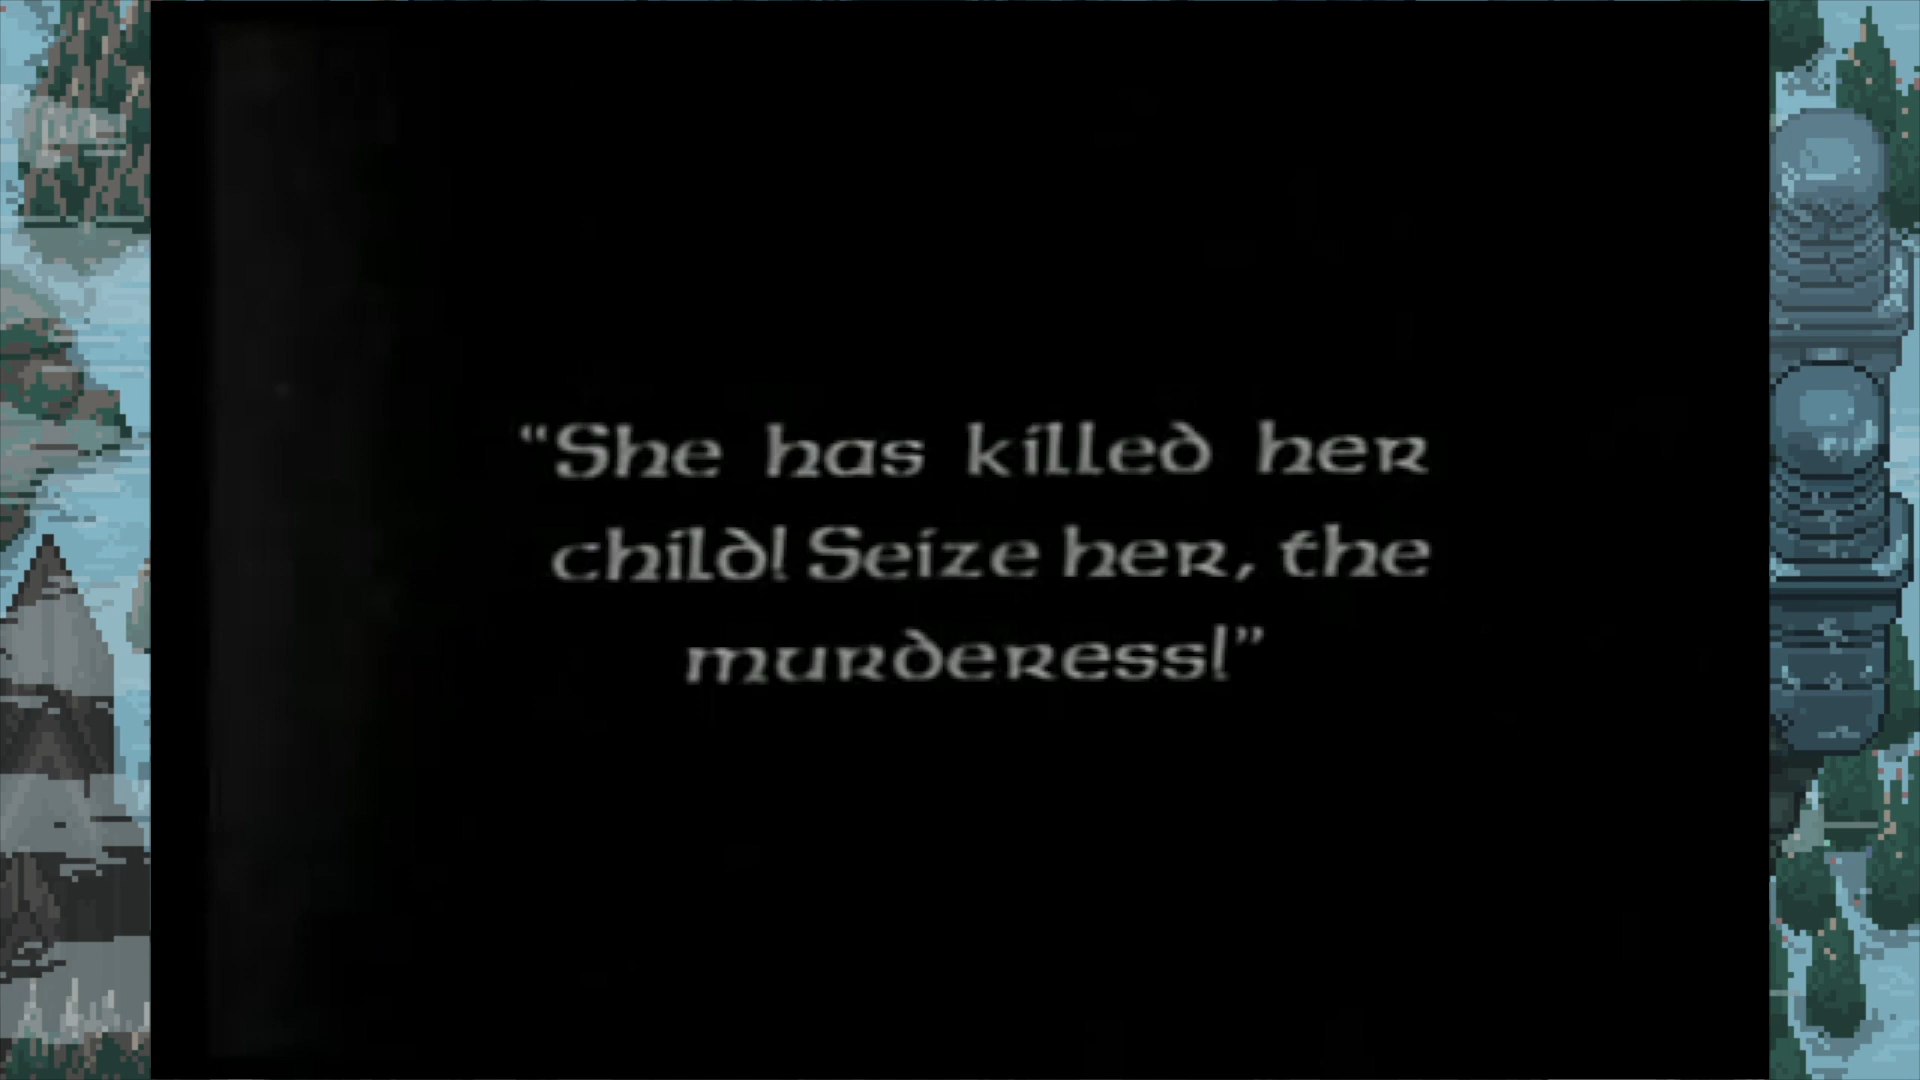 “She has killed her
child! Seize her, the
murderess!”